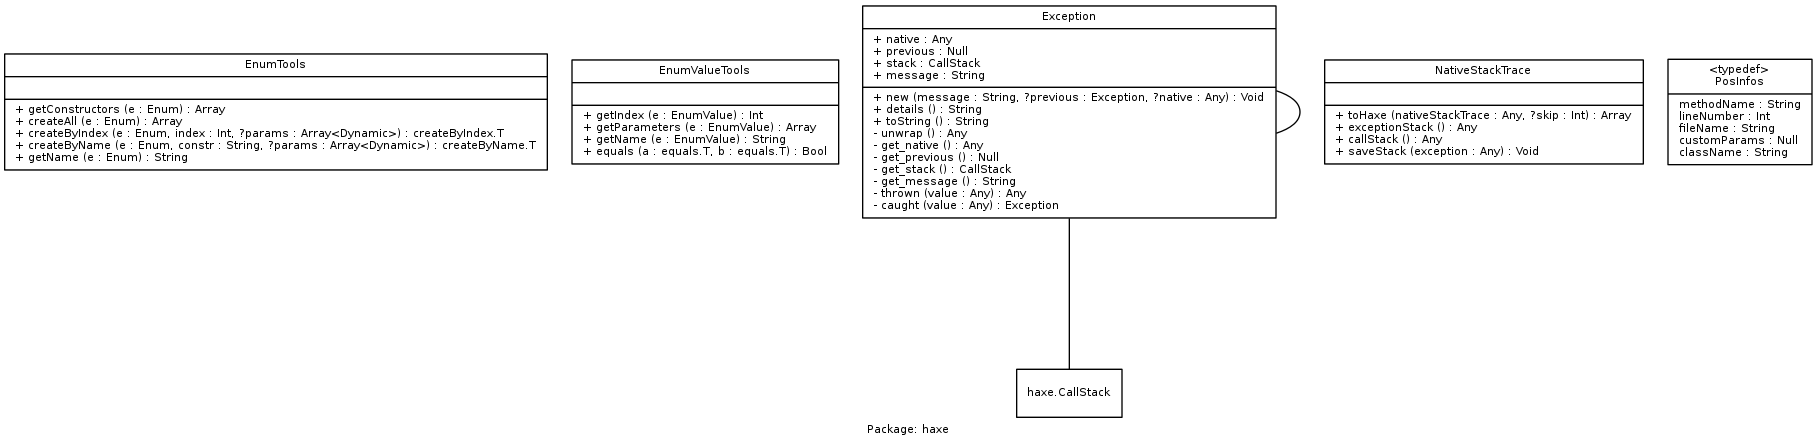 EnumTools
+ getConstructors (e : Enum) : Array
+ createAll (e : Enum) : Array
+ createByIndex (e : Enum, index : Int, ?params : Array<Dynamic>) : createByIndex.T
+ createByName (e : Enum, constr : String, ?params : Array<Dynamic>) : createByName.T
+ getName (e : Enum) : String
EnumValueTools
+ getIndex (e : EnumValue) : Int
+ getParameters (e : EnumValue) : Array
+ getName (e : EnumValue) : String
+ equals (a : equals.T, b : equals.T) : Bool
Exception
+ native : Any
+ previous : Null
+ stack : CallStack
+ message : String
+ new (message : String, ?previous : Exception, ?native : Any) : Void
+ details () : String
+ toString () : String
- unwrap () : Any
- get_native () : Any
- get_previous () : Null
- get_stack () : CallStack
- get_message () : String
- thrown (value : Any) : Any
- caught (value : Any) : Exception
NativeStackTrace
+ toHaxe (nativeStackTrace : Any, ?skip : Int) : Array
+ exceptionStack () : Any
+ callStack () : Any
+ saveStack (exception : Any) : Void
<typedef>
PosInfos
methodName : String
lineNumber : Int
fileName : String
customParams : Null
className : String
haxe.CallStack
Package: haxe